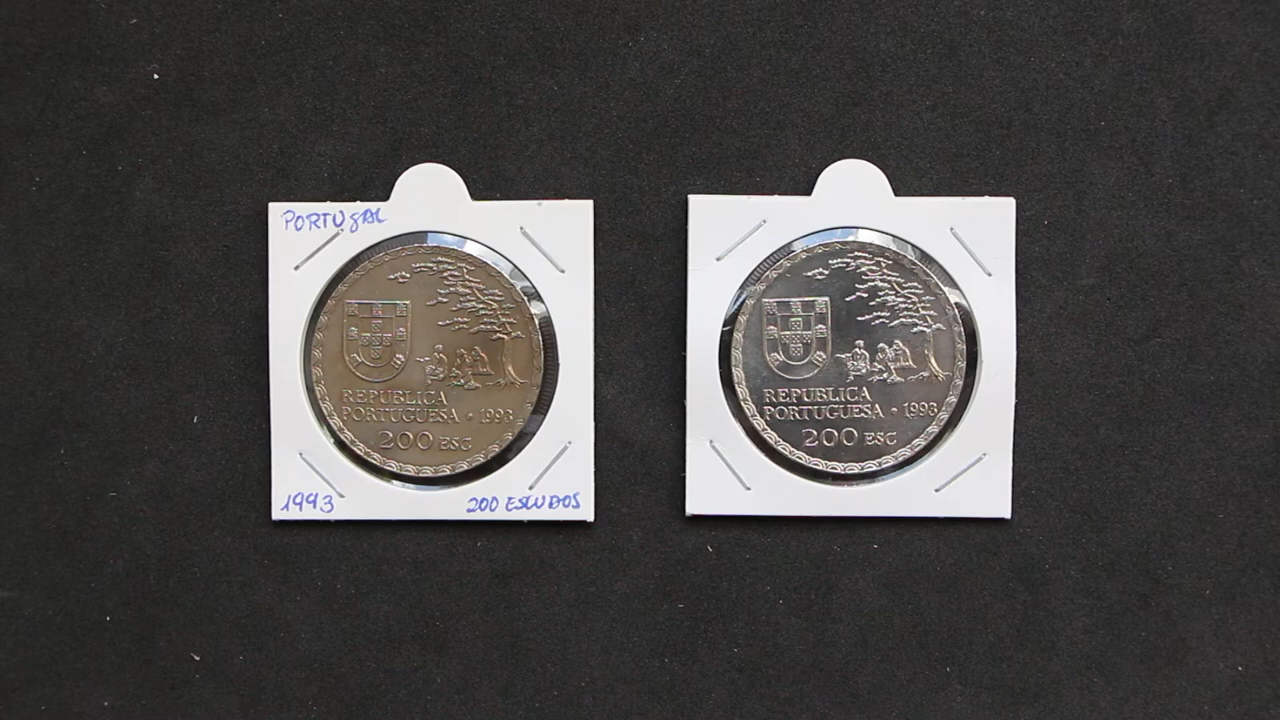 PORTUGAL
REPUBLICA
PORTUGUESA • 1993
200 ESC
1993
200 ESCUDOS
REPUBLICA
PORTUGUESA • 1993
200 ESC